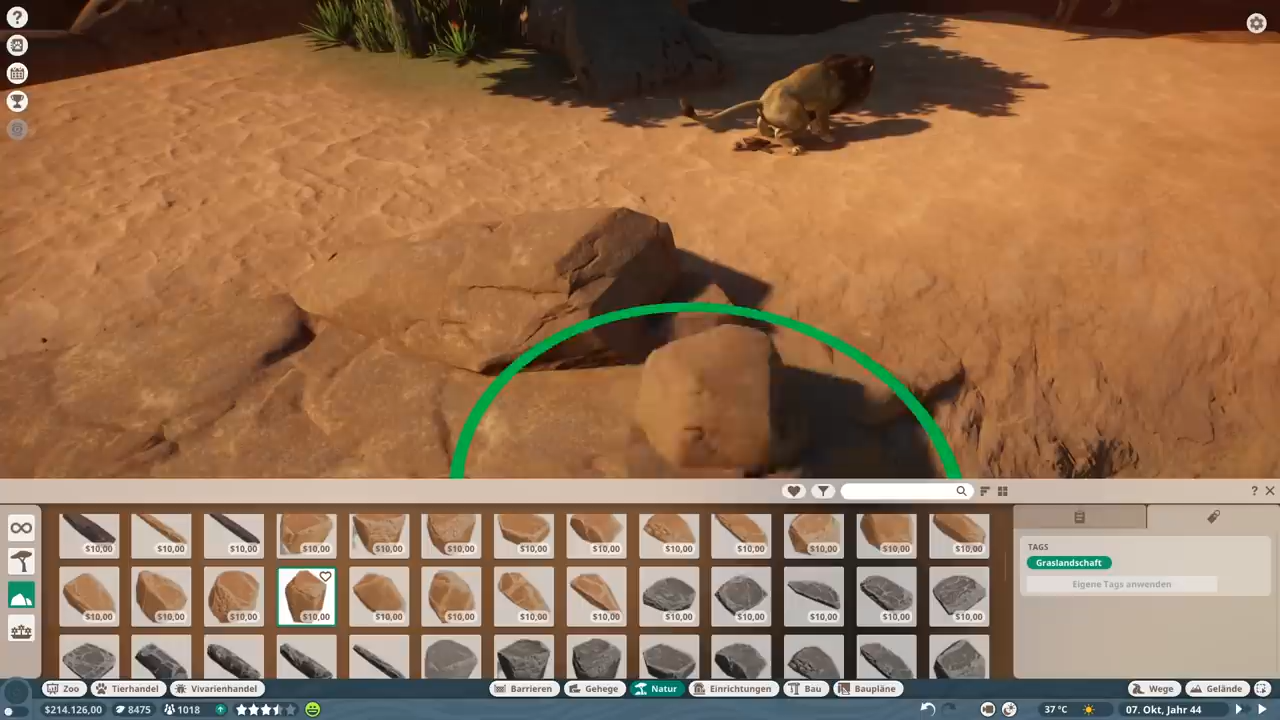 ?
? ×
$10,00 $10,00 $10,00 $10,00 $10,00 $10,00 $10,00 $10,00 $10,00 $10,00 $10,00 $10,00 $10,00
$10,00 $10,00 $10,00 $10,00 $10,00 $10,00 $10,00 $10,00 $10,00 $10,00 $10,00 $10,00 $10,00
TAGS
Graslandschaft
Eigene Tags anwenden
Zoo Tierhandel Vivarienhandel Barrieren Gehege Natur Einrichtungen Bau Baupläne Wege Gelände
$214.126,00 8475 1018 37 °C 07. Okt, Jahr 44